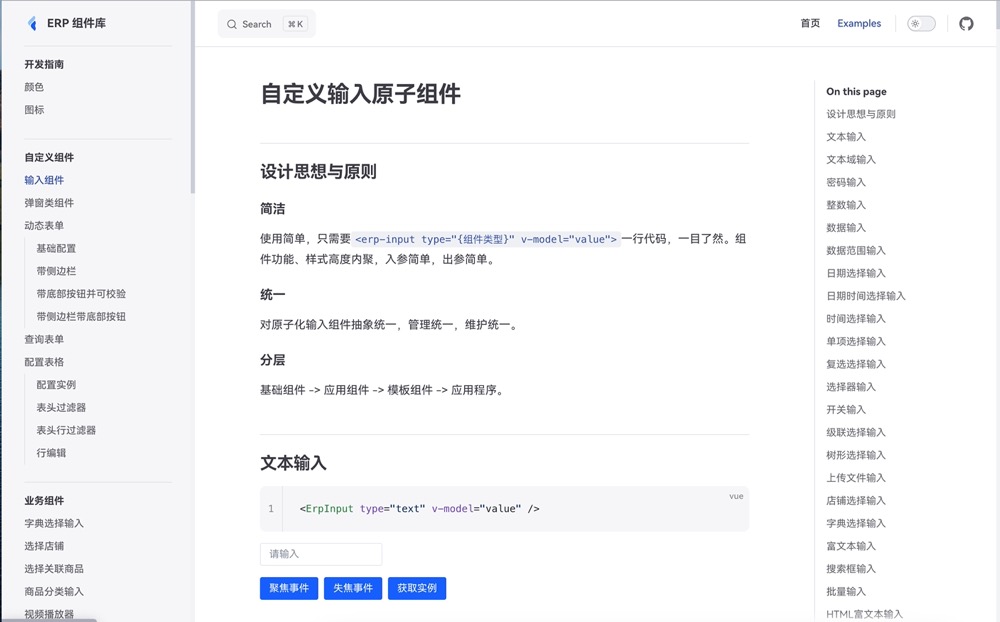 ERP 组件库
开发指南
颜色
图标
自定义组件
输入组件
弹窗类组件
动态表单
基础配置
带侧边栏
带底部按钮并可校验
带侧边栏带底部按钮
查询表单
配置表格
配置实例
表头过滤器
表头行过滤器
行编辑
业务组件
字典选择输入
选择店铺
选择关联商品
商品分类输入
视频播放器
Search ⌘ K
首页 Examples
自定义输入原子组件
设计思想与原则
简洁
使用简单，只需要 <erp-input type="{组件类型}" v-model="value"> 一行代码，一目了然。组
件功能、样式高度内聚，入参简单，出参简单。
统一
对原子化输入组件抽象统一，管理统一，维护统一。
分层
基础组件 -> 应用组件 -> 模板组件 -> 应用程序。
文本输入
vue
1 <ErpInput type="text" v-model="value" />
请输入
聚焦事件 失焦事件 获取实例
On this page
设计思想与原则
文本输入
文本域输入
密码输入
整数输入
数据输入
数据范围输入
日期选择输入
日期时间选择输入
时间选择输入
单项选择输入
复选选择输入
选择器输入
开关输入
级联选择输入
树形选择输入
上传文件输入
店铺选择输入
字典选择输入
富文本输入
搜索框输入
批量输入
HTML富文本输入